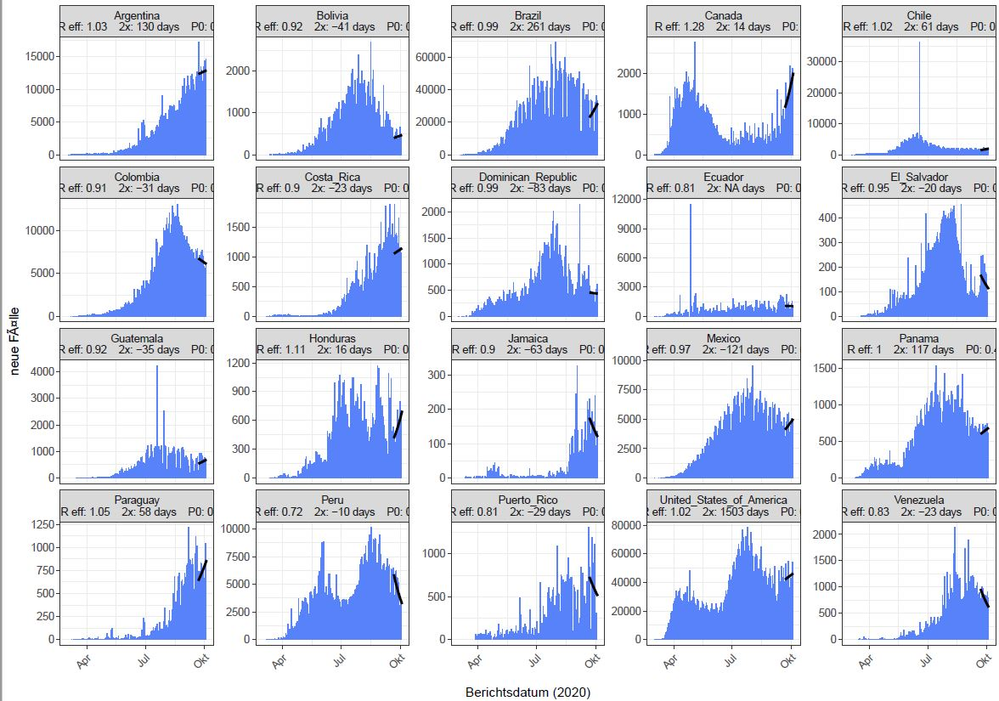 Argentina
R eff: 1.03 2x: 130 days P0: 0
Bolivia
R eff: 0.92 2x: −41 days P0: 0
Brazil
R eff: 0.99 2x: 261 days P0: 0
Canada
R eff: 1.28 2x: 14 days P0:
Chile
R eff: 1.02 2x: 61 days P0: 0
15000
10000
5000
0
2000
1000
0
60000
40000
20000
0
2000
1000
0
30000
20000
10000
0
Colombia
R eff: 0.91 2x: −31 days P0: 0
Costa_Rica
R eff: 0.9 2x: −23 days P0: 0
Dominican_Republic
R eff: 0.99 2x: −83 days P0: 0
Ecuador
R eff: 0.81 2x: NA days P0: 0
El_Salvador
R eff: 0.95 2x: −20 days P0: 0
10000
5000
0
1500
1000
500
0
2000
1500
1000
500
0
12000
9000
6000
3000
0
400
300
200
100
0
neue FÃ¤lle
Guatemala
R eff: 0.92 2x: −35 days P0: 0
Honduras
R eff: 1.11 2x: 16 days P0: 0
Jamaica
R eff: 0.9 2x: −63 days P0: 0
Mexico
R eff: 0.97 2x: −121 days P0:
Panama
R eff: 1 2x: 117 days P0: 0.4
4000
3000
2000
1000
0
1200
900
600
300
0
300
200
100
0
10000
7500
5000
2500
0
1500
1000
500
0
Paraguay
R eff: 1.05 2x: 58 days P0: 0
Peru
R eff: 0.72 2x: −10 days P0: 0
Puerto_Rico
R eff: 0.81 2x: −29 days P0: 0
United_States_of_America
R eff: 1.02 2x: 1503 days P0:
Venezuela
R eff: 0.83 2x: −23 days P0: 0
1250
1000
750
500
250
0
10000
7500
5000
2500
0
1000
500
0
80000
60000
40000
20000
0
2000
1500
1000
500
0
Apr Jul Okt
Apr Jul Okt
Apr Jul Okt
Apr Jul Okt
Apr Jul Okt
Berichtsdatum (2020)